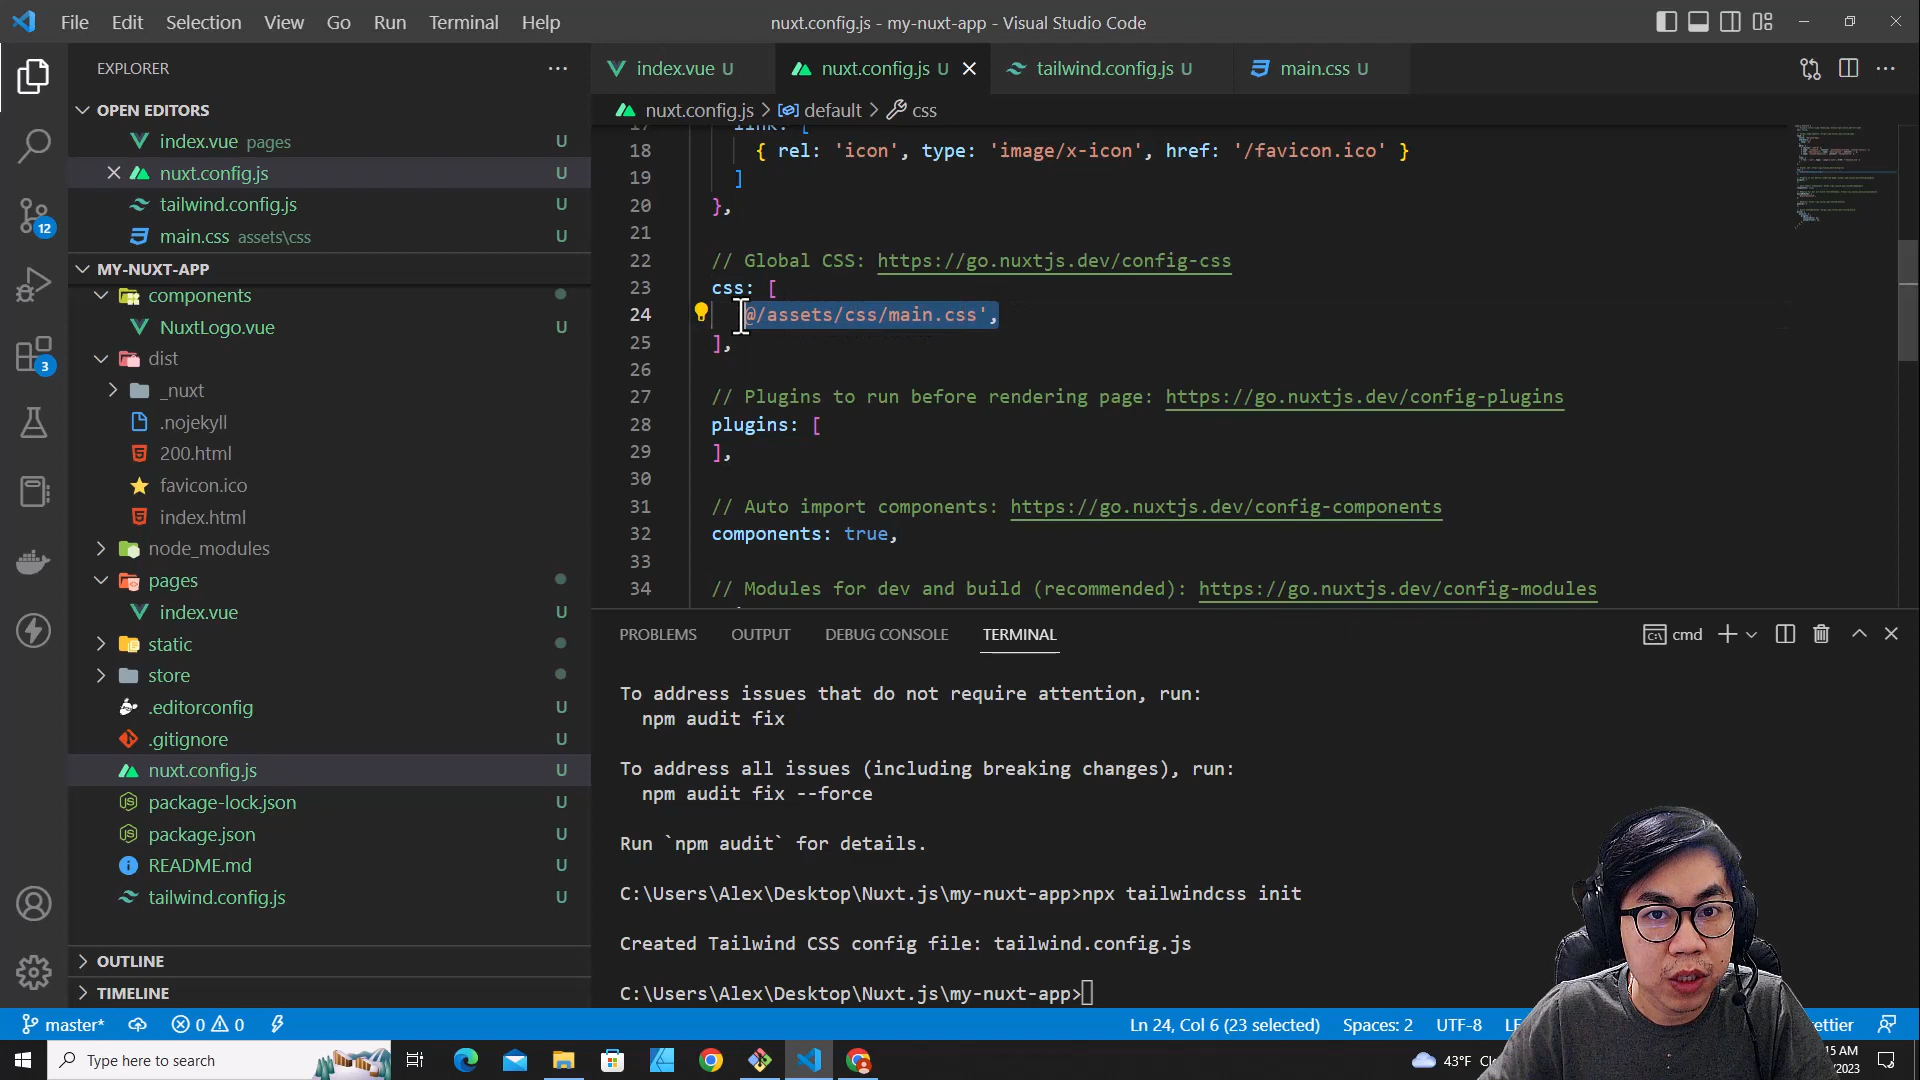 File Edit Selection View Go Run Terminal Help
nuxt.config.js - my-nuxt-app - Visual Studio Code
EXPLORER
OPEN EDITORS
index.vue pages U
nuxt.config.js U
tailwind.config.js U
main.css assets\css U
MY-NUXT-APP
components
NuxtLogo.vue U
dist
_nuxt
.nojekyll
200.html
favicon.ico
index.html
node_modules
pages
index.vue U
static
store
.editorconfig U
.gitignore U
nuxt.config.js U
package-lock.json U
package.json U
README.md U
tailwind.config.js U
OUTLINE
TIMELINE
12
3
index.vue U nuxt.config.js U tailwind.config.js U main.css U
nuxt.config.js > default > css
17 link: [
18 { rel: 'icon', type: 'image/x-icon', href: '/favicon.ico' }
19 ]
20 },
21
22 // Global CSS: https://go.nuxtjs.dev/config-css
23 css: [
24 @/assets/css/main.css',
25 ],
26
27 // Plugins to run before rendering page: https://go.nuxtjs.dev/config-plugins
28 plugins: [
29 ],
30
31 // Auto import components: https://go.nuxtjs.dev/config-components
32 components: true,
33
34 // Modules for dev and build (recommended): https://go.nuxtjs.dev/config-modules
PROBLEMS OUTPUT DEBUG CONSOLE TERMINAL cmd
To address issues that do not require attention, run:
npm audit fix
To address all issues (including breaking changes), run:
npm audit fix --force
Run `npm audit` for details.
C:\Users\Alex\Desktop\Nuxt.js\my-nuxt-app>npx tailwindcss init
Created Tailwind CSS config file: tailwind.config.js
C:\Users\Alex\Desktop\Nuxt.js\my-nuxt-app>
master* 0 0 Ln 24, Col 6 (23 selected) Spaces: 2 UTF-8
Type here to search 43°F